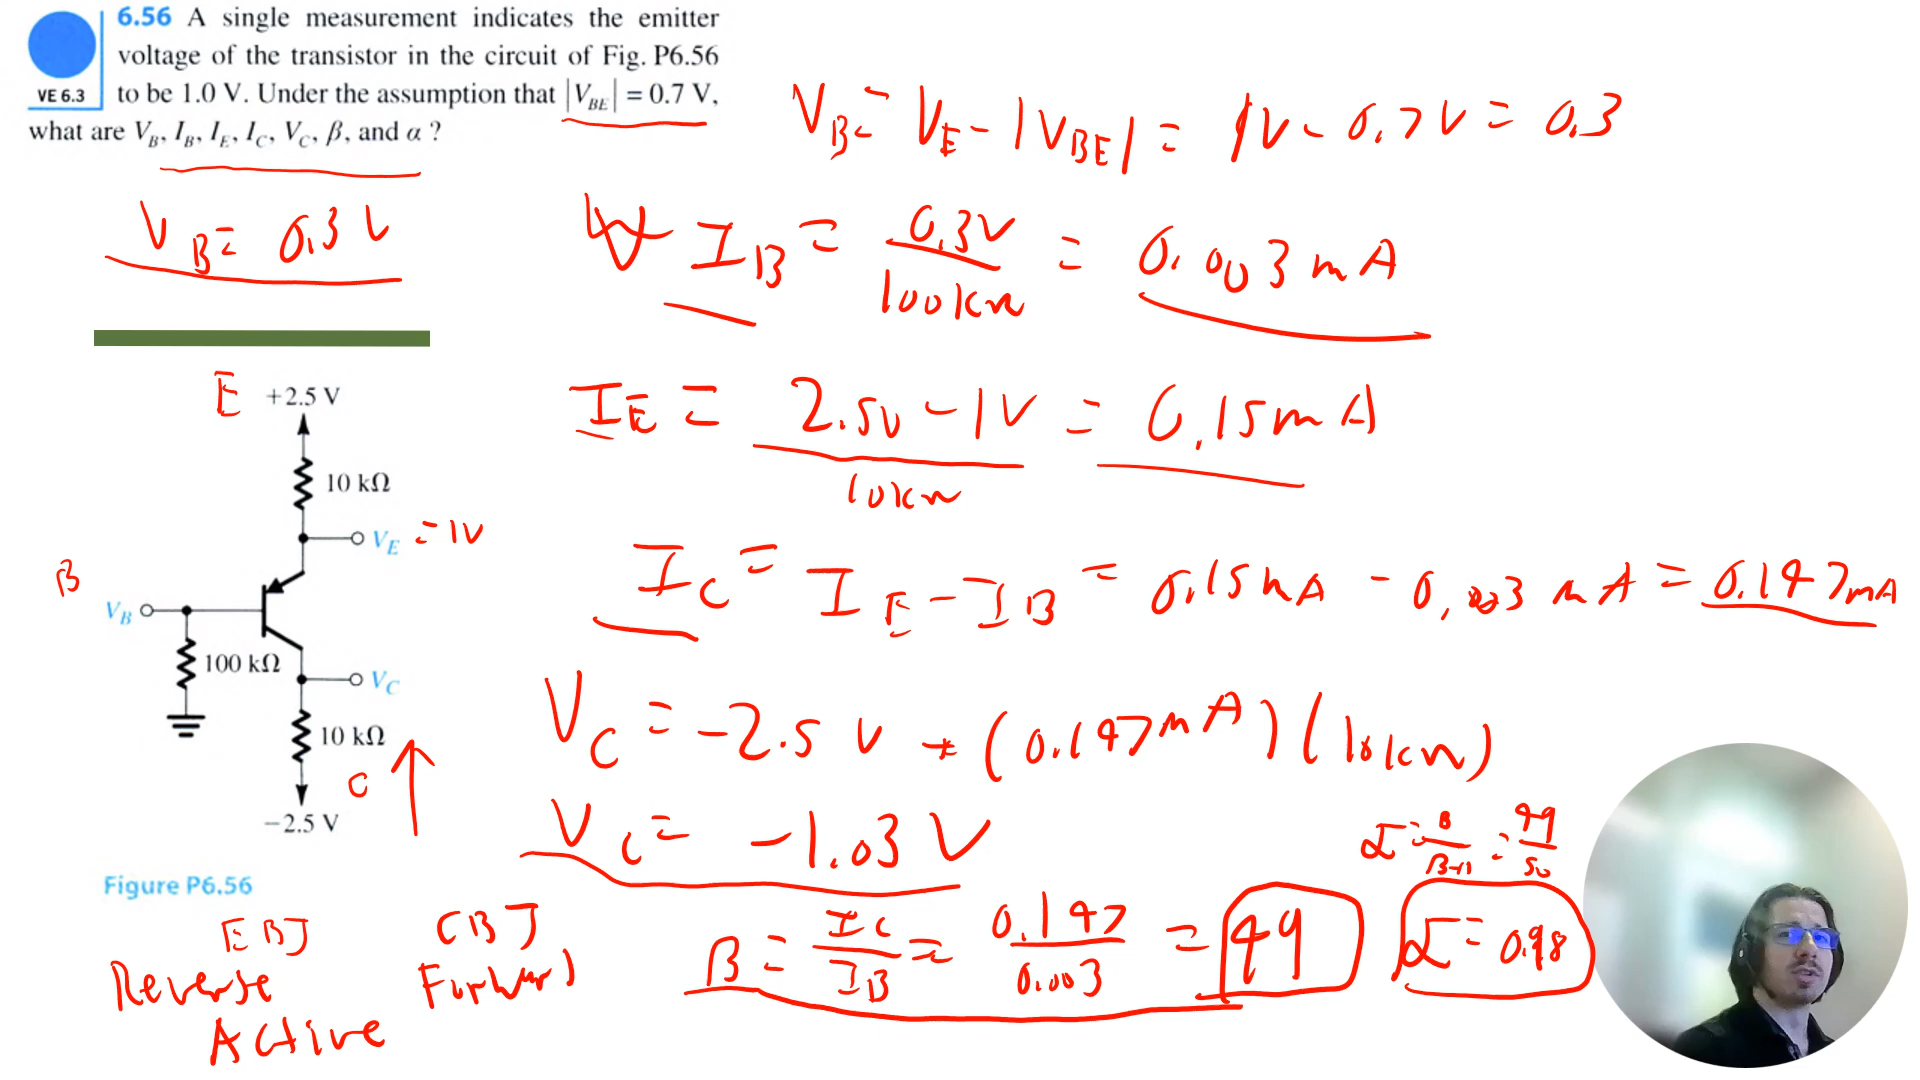 6.56 A single measurement indicates the emitter
voltage of the transistor in the circuit of Fig. P6.56
VE 6.3 to be 1.0 V. Under the assumption that |V_BE| = 0.7 V,
what are V_B, I_B, I_E, I_C, V_C, β, and α ?
V_B = V_E - |V_BE| = 1V - 0.7V = 0.3
V_B = 0.3 V
I_B = 0.3V / 100kΩ = 0.003mA
I_E = 2.5V - 1V / 10kΩ = 0.15mA
I_C = I_E - I_B = 0.15mA - 0.003mA = 0.147mA
V_C = -2.5 V + (0.147mA)(10kΩ)
V_C = -1.03 V
α = β / β+1 = 49 / 50
β = I_C / I_B = 0.147 / 0.003 = 49
α = 0.98
E +2.5 V
10 kΩ
V_E = 1V
B
V_B
100 kΩ
V_C
10 kΩ
C
−2.5 V
Figure P6.56
EBJ CBJ
Reverse Forward
Active